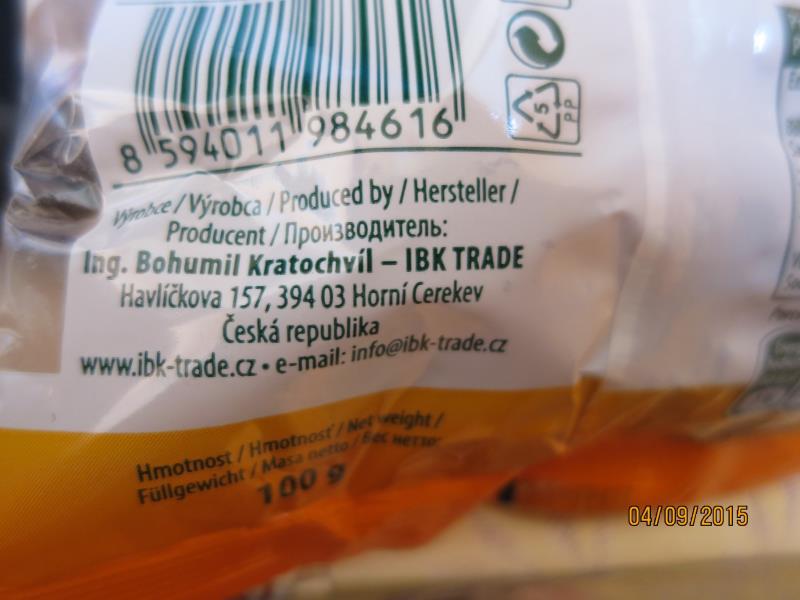 8 594011 984616
5
PP
Výrobce / Výrobca / Produced by / Hersteller /
Producent / Производитель:
Ing. Bohumil Kratochvíl – IBK TRADE
Havlíčkova 157, 394 03 Horní Cerekev
Česká republika
www.ibk-trade.cz • e-mail: info@ibk-trade.cz
Hmotnost / Hmotnosť / Net weight /
Füllgewicht / Masa netto / Вес нетто:
100 g
04/09/2015